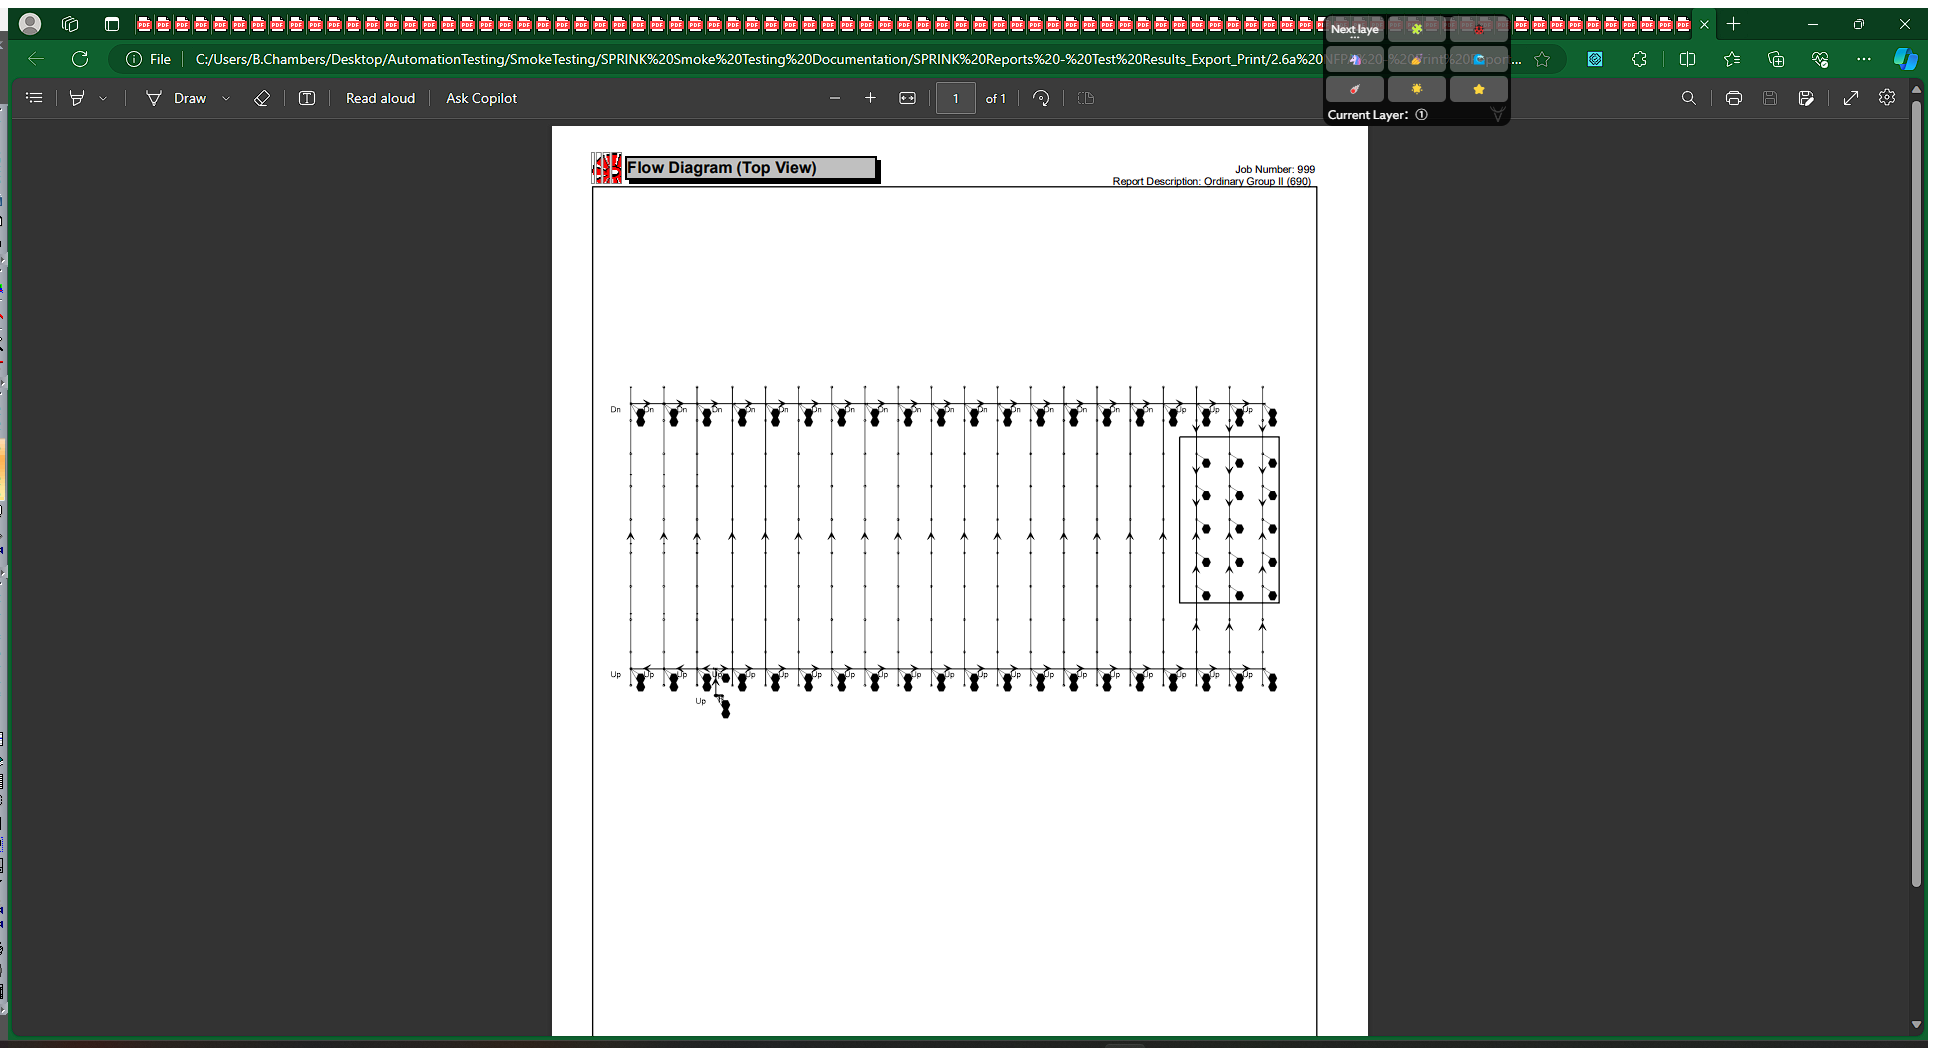 Next laye
File
C:/Users/B.Chambers/Desktop/AutomationTesting/SmokeTesting/SPRINK%20Smoke%20Testing%20Documentation/SPRINK%20Reports%20-%20Test%20Results_Export_Print/2.6a%20
Draw
Read aloud
Ask Copilot
1
of 1
Current Layer: ①
Flow Diagram (Top View)
Job Number: 999
Report Description: Ordinary Group II (690)
Dn Dn Dn Dn Dn Dn Dn Dn Dn Dn Dn Dn Dn Dn Dn Dn Dn Up Up Up
Up Up Up Up Up Up Up Up Up Up Up Up Up Up Up Up Up Up Up Up
Up